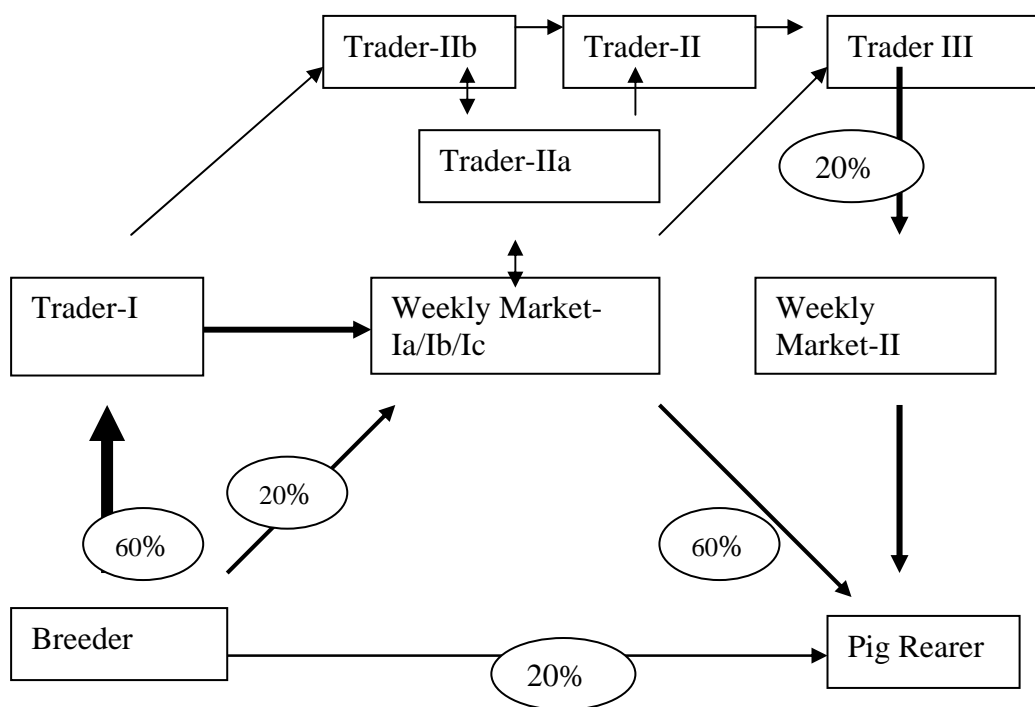 Trader-IIb
Trader-II
Trader III
Trader-IIa
20%
Trader-I
Weekly Market-
Ia/Ib/Ic
Weekly
Market-II
20%
60%
60%
Breeder
Pig Rearer
20%